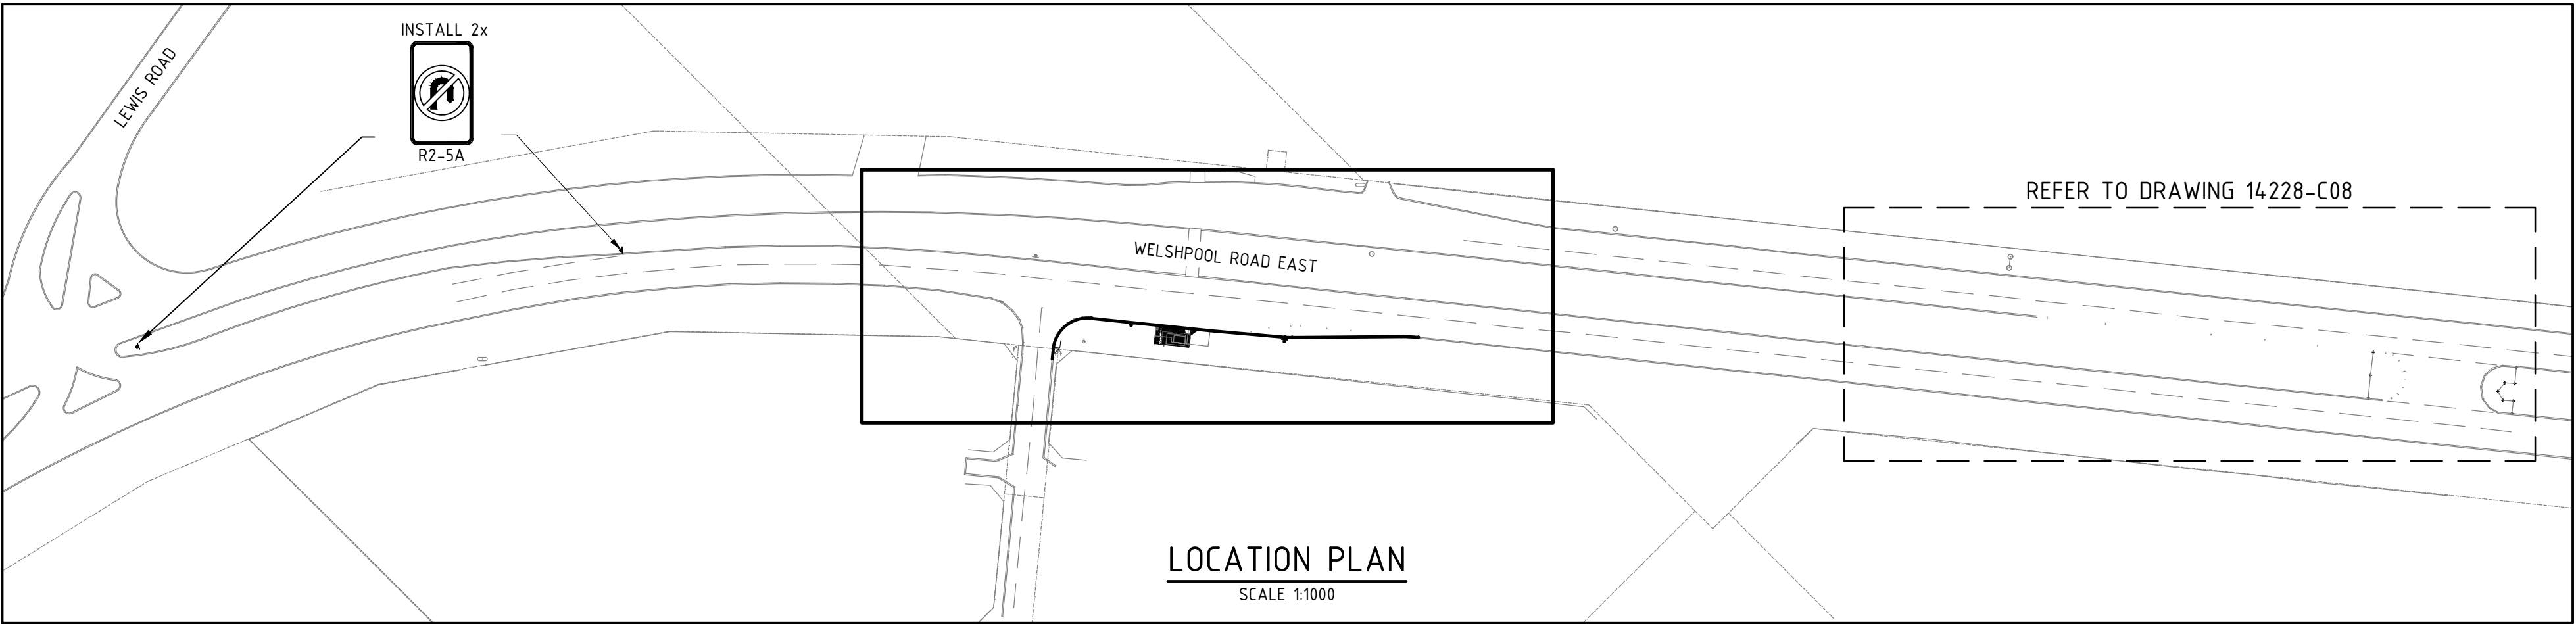 INSTALL 2x
R2-5A
LEWIS ROAD
WELSHPOOL ROAD EAST
REFER TO DRAWING 14228-C08
LOCATION PLAN
SCALE 1:1000